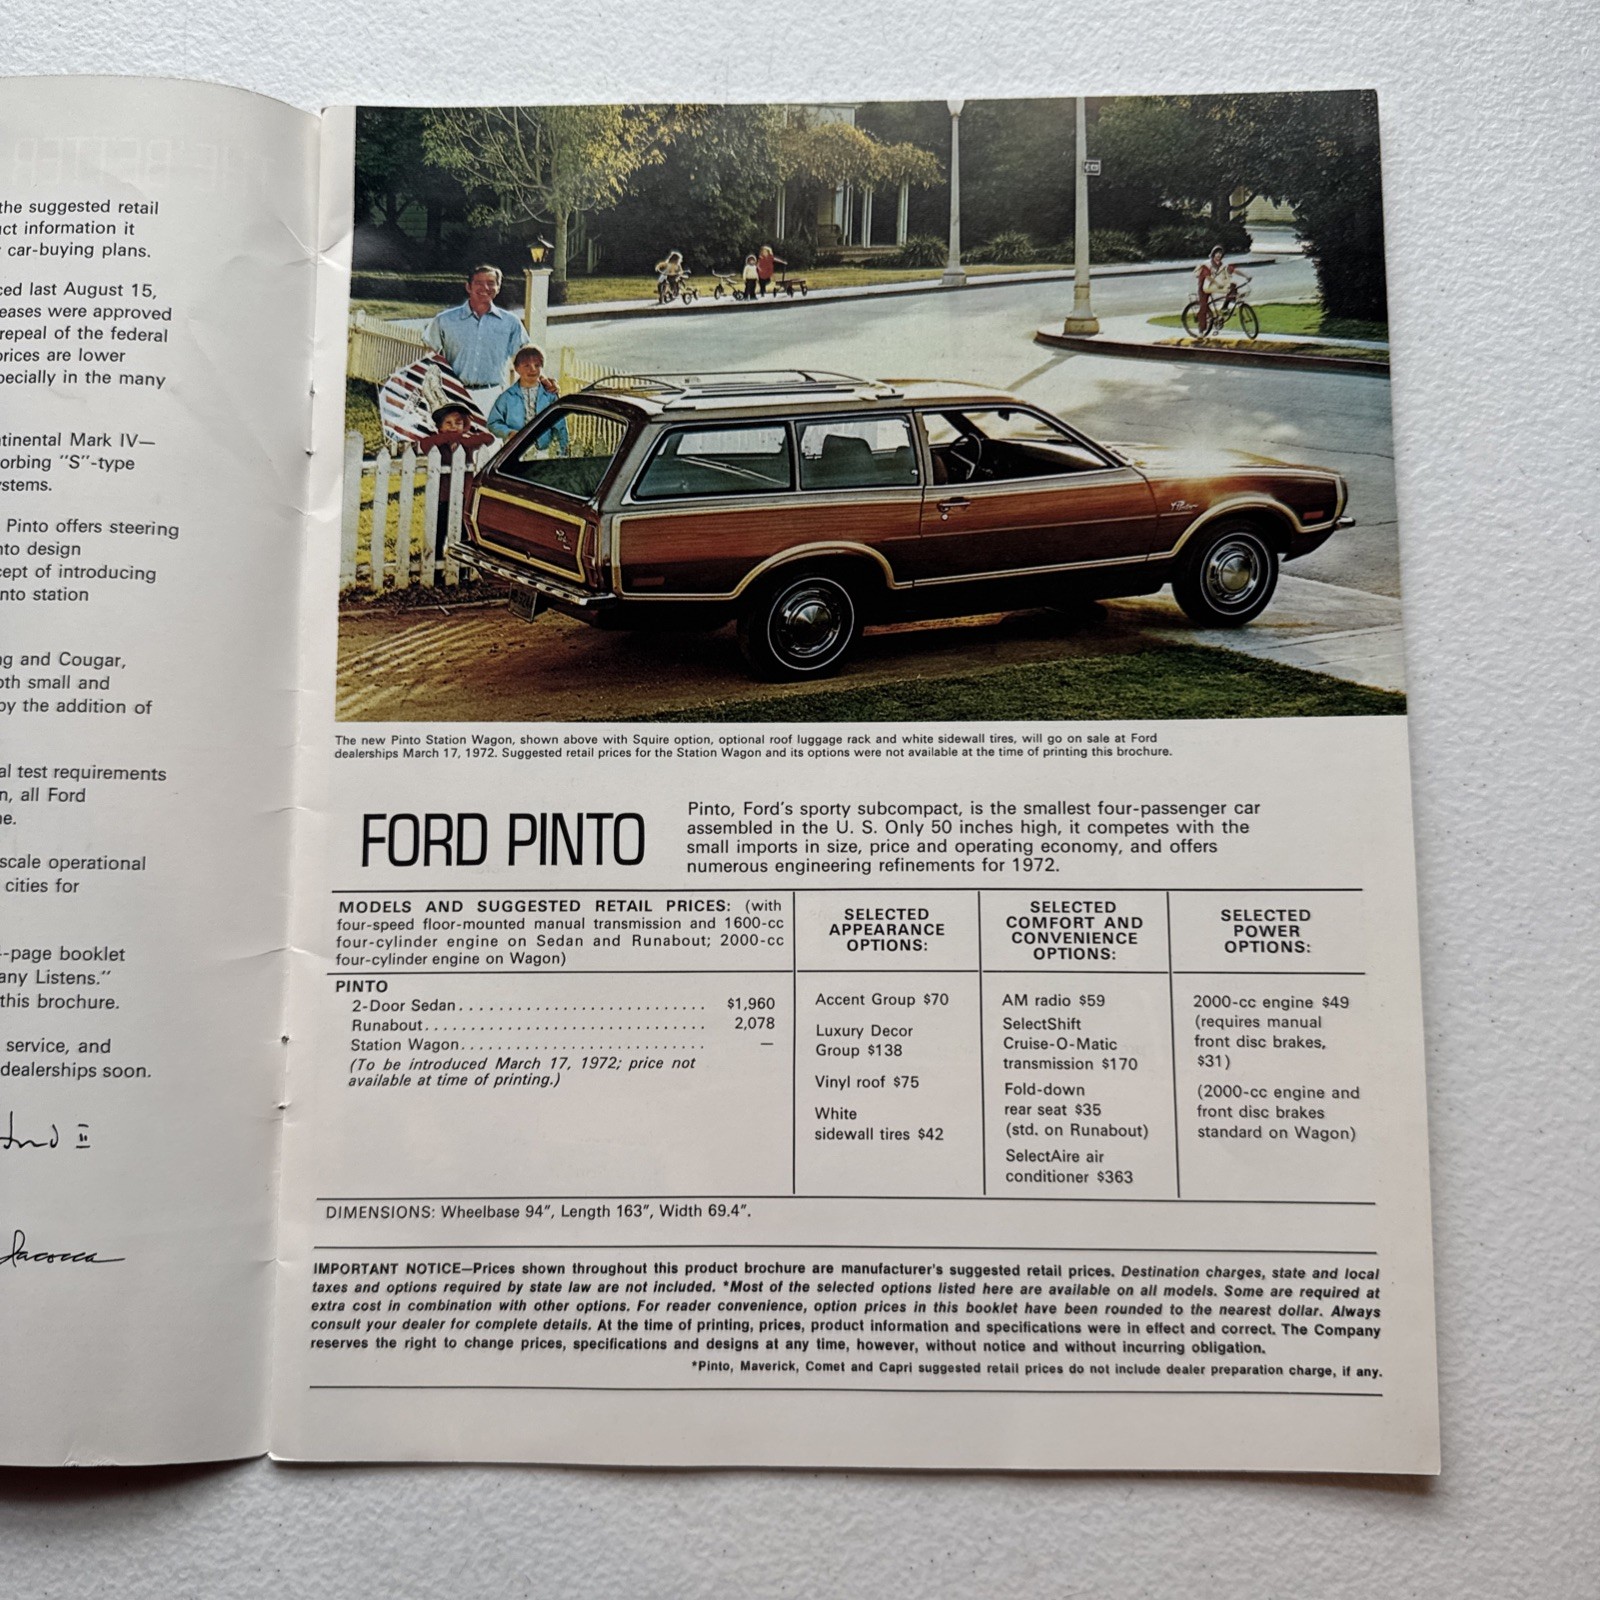 the suggested retail
information it
car-buying plans.
last August 15,
were approved
repeal of the federal
prices are lower
in the many
Mark IV—
"S"-type
Pinto offers steering
design
of introducing
station
and Cougar,
small and
by the addition of
test requirements
all Ford
scale operational
cities for
-page booklet
Listens."
this brochure.
service, and
dealerships soon.
II
Iacocca
Pinto
The new Pinto Station Wagon, shown above with Squire option, optional roof luggage rack and white sidewall tires, will go on sale at Ford
dealerships March 17, 1972. Suggested retail prices for the Station Wagon and its options were not available at the time of printing this brochure.
FORD PINTO
Pinto, Ford's sporty subcompact, is the smallest four-passenger car
assembled in the U. S. Only 50 inches high, it competes with the
small imports in size, price and operating economy, and offers
numerous engineering refinements for 1972.
MODELS AND SUGGESTED RETAIL PRICES: (with
four-speed floor-mounted manual transmission and 1600-cc
four-cylinder engine on Sedan and Runabout; 2000-cc
four-cylinder engine on Wagon)
PINTO
2-Door Sedan........................... $1,960
Runabout............................... 2,078
Station Wagon........................... —
(To be introduced March 17, 1972; price not
available at time of printing.)
SELECTED
APPEARANCE
OPTIONS:
Accent Group $70
Luxury Decor
Group $138
Vinyl roof $75
White
sidewall tires $42
SELECTED
COMFORT AND
CONVENIENCE
OPTIONS:
AM radio $59
SelectShift
Cruise-O-Matic
transmission $170
Fold-down
rear seat $35
(std. on Runabout)
SelectAire air
conditioner $363
SELECTED
POWER
OPTIONS:
2000-cc engine $49
(requires manual
front disc brakes,
$31)
(2000-cc engine and
front disc brakes
standard on Wagon)
DIMENSIONS: Wheelbase 94", Length 163", Width 69.4".
IMPORTANT NOTICE—Prices shown throughout this product brochure are manufacturer's suggested retail prices. Destination charges, state and local
taxes and options required by state law are not included. *Most of the selected options listed here are available on all models. Some are required at
extra cost in combination with other options. For reader convenience, option prices in this booklet have been rounded to the nearest dollar. Always
consult your dealer for complete details. At the time of printing, prices, product information and specifications were in effect and correct. The Company
reserves the right to change prices, specifications and designs at any time, however, without notice and without incurring obligation.
*Pinto, Maverick, Comet and Capri suggested retail prices do not include dealer preparation charge, if any.